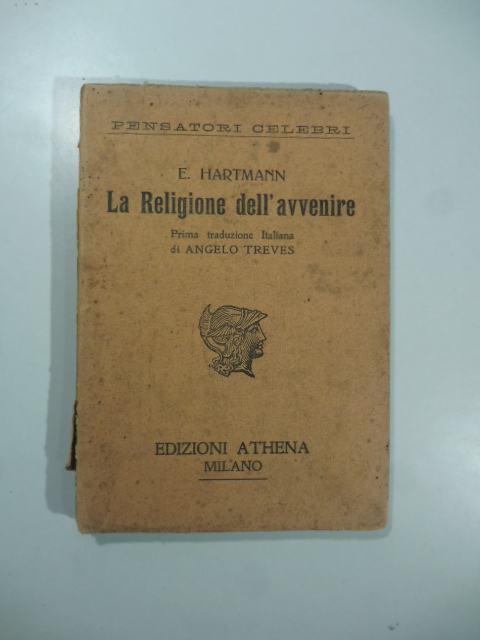 PENSATORI CELEBRI
E. HARTMANN
La Religione dell'avvenire
Prima traduzione Italiana
di ANGELO TREVES
EDIZIONI ATHENA
MILANO